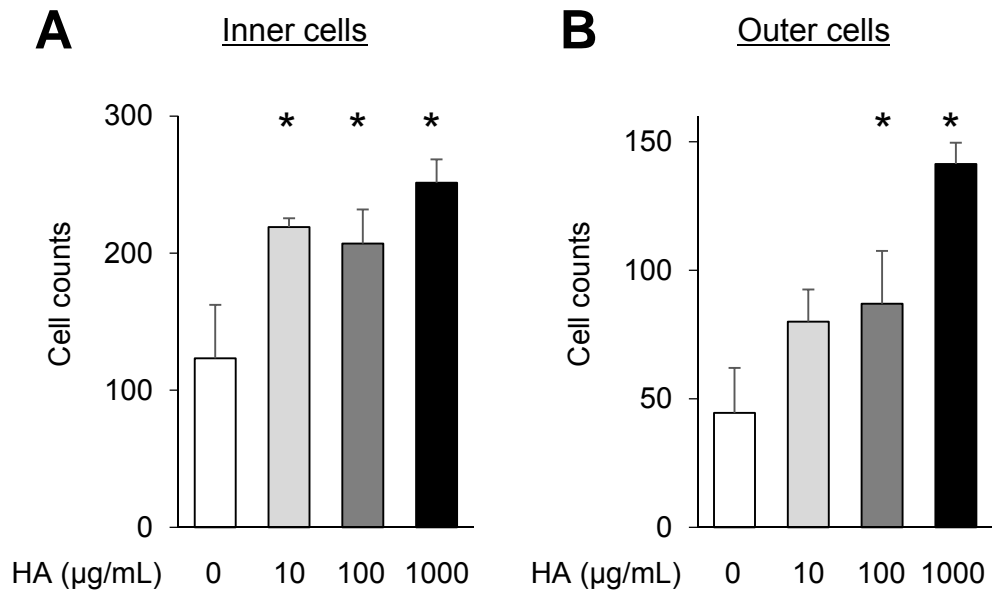 A
Inner cells
300
200
100
0
Cell counts
* * *
HA (µg/mL) 0 10 100 1000
B
Outer cells
150
100
50
0
Cell counts
* *
HA (µg/mL) 0 10 100 1000